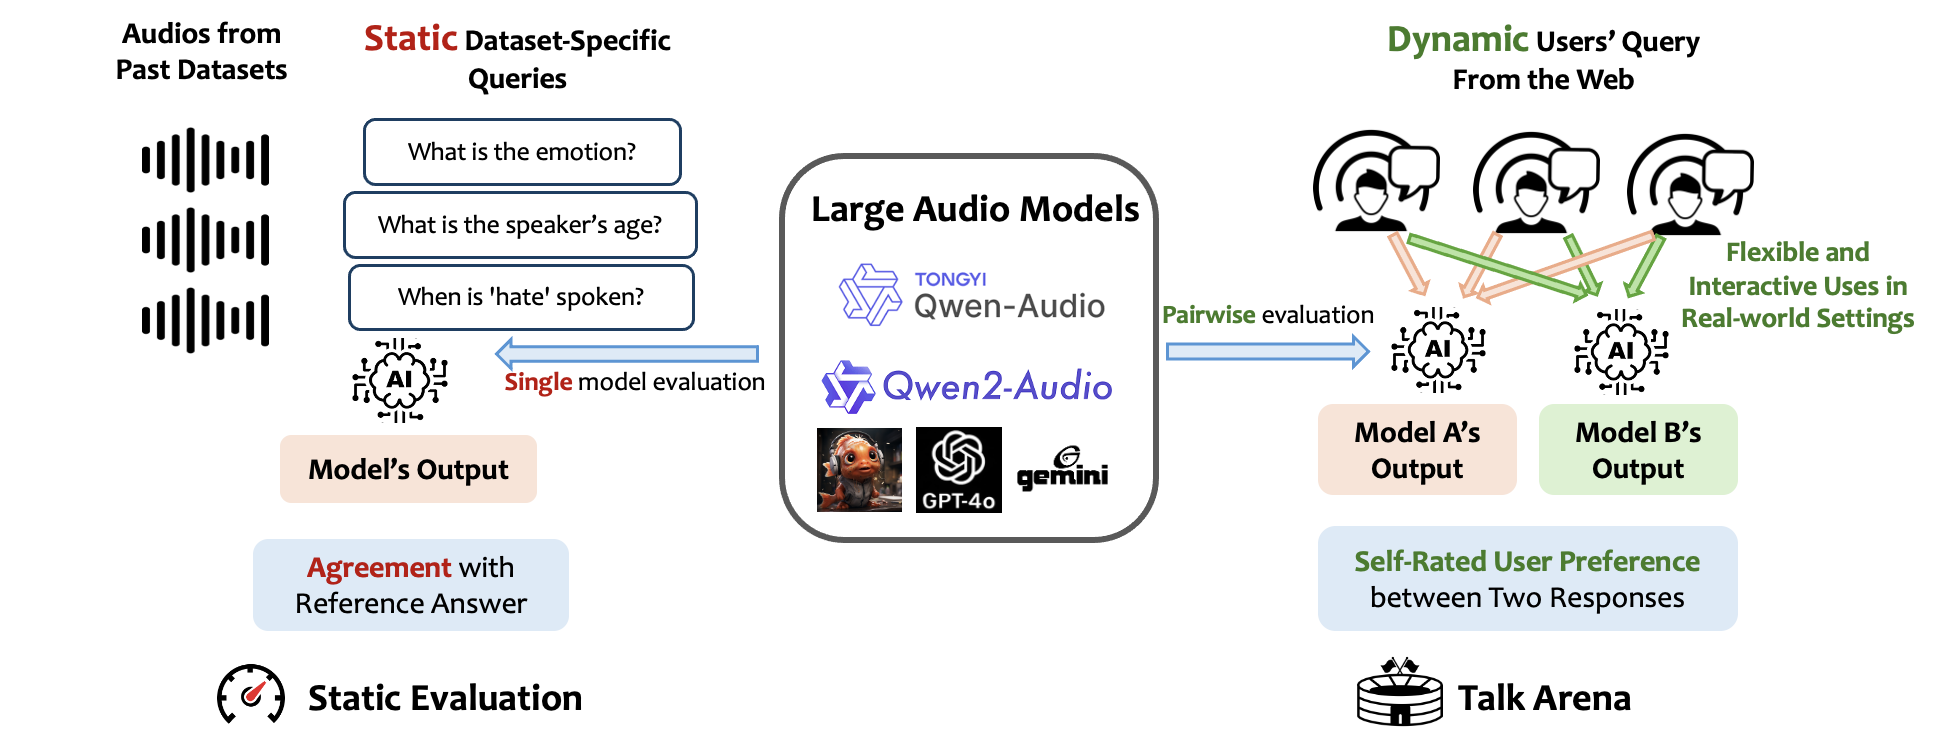 Audios from
Past Datasets
Static Dataset-Specific
Queries
What is the emotion?
What is the speaker's age?
When is 'hate' spoken?
AI
Single model evaluation
Model's Output
Agreement with
Reference Answer
Static Evaluation
Large Audio Models
TONGYI
Qwen-Audio
Qwen2-Audio
GPT-4o
gemini
Dynamic Users' Query
From the Web
Flexible and
Interactive Uses in
Real-world Settings
Pairwise evaluation
AI
AI
Model A's
Output
Model B's
Output
Self-Rated User Preference
between Two Responses
Talk Arena